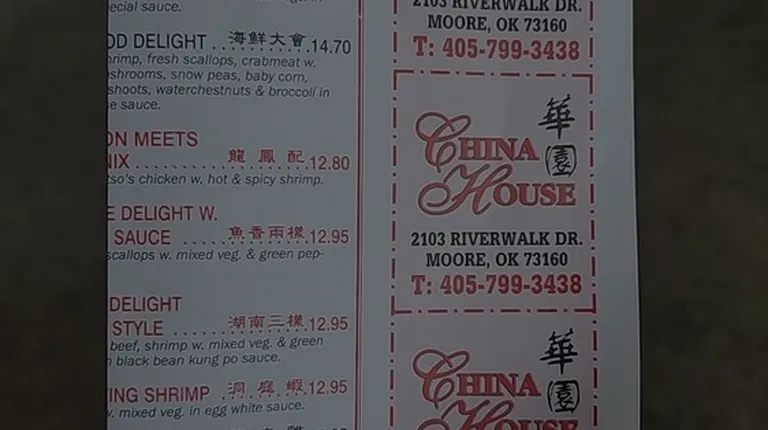 ecial sauce.
OD DELIGHT .... 海鮮大會 .14.70
hrimp, fresh scallops, crabmeat w.
shrooms, snow peas, baby corn,
shoots, waterchestnuts & broccoli in
e sauce.
ON MEETS
NIX .......... 龍 鳳 配 .12.80
tso's chicken w. hot & spicy shrimp.
E DELIGHT W.
SAUCE ...... 魚香兩樣 .12.95
scallops w. mixed veg. & green pep-
DELIGHT
STYLE ....... 湖南三樣 .12.95
beef, shrimp w. mixed veg. & green
black bean kung po sauce.
ING SHRIMP . 洞 庭 蝦 .12.95
w. mixed veg. in egg white sauce.
2103 RIVERWALK DR.
MOORE, OK 73160
T: 405-799-3438
CHINA 華
HOUSE 園
2103 RIVERWALK DR.
MOORE, OK 73160
T: 405-799-3438
CHINA 華
HOUSE 園